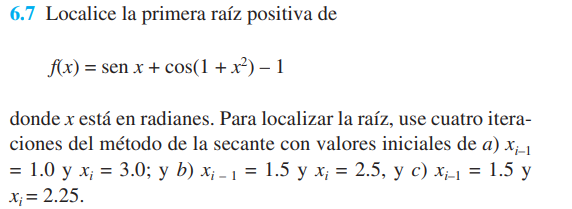 6.7 Localice la primera raíz positiva de
f(x) = sen x + cos(1 + x²) – 1
donde x está en radianes. Para localizar la raíz, use cuatro itera-
ciones del método de la secante con valores iniciales de a) xᵢ₋₁
= 1.0 y xᵢ = 3.0; y b) xᵢ ₋ ₁ = 1.5 y xᵢ = 2.5, y c) xᵢ₋₁ = 1.5 y
xᵢ = 2.25.